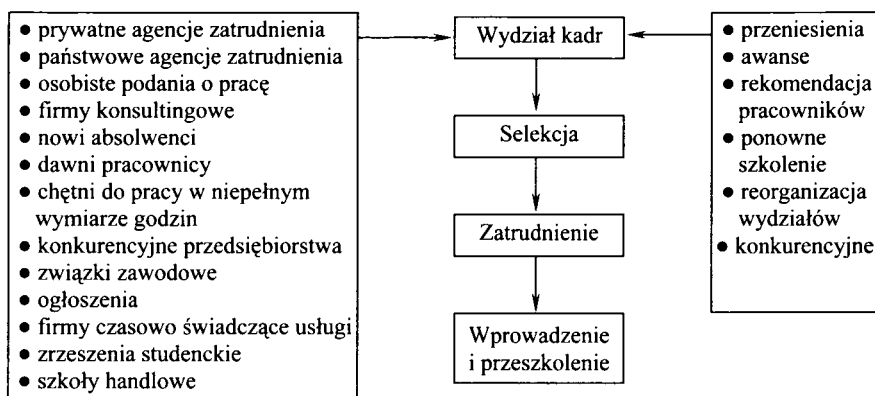 ● prywatne agencje zatrudnienia
● państwowe agencje zatrudnienia
● osobiste podania o pracę
● firmy konsultingowe
● nowi absolwenci
● dawni pracownicy
● chętni do pracy w niepełnym
wymiarze godzin
● konkurencyjne przedsiębiorstwa
● związki zawodowe
● ogłoszenia
● firmy czasowo świadczące usługi
● zrzeszenia studenckie
● szkoły handlowe
Wydział kadr
Selekcja
Zatrudnienie
Wprowadzenie
i przeszkolenie
● przeniesienia
● awanse
● rekomendacja
pracowników
● ponowne
szkolenie
● reorganizacja
wydziałów
● konkurencyjne